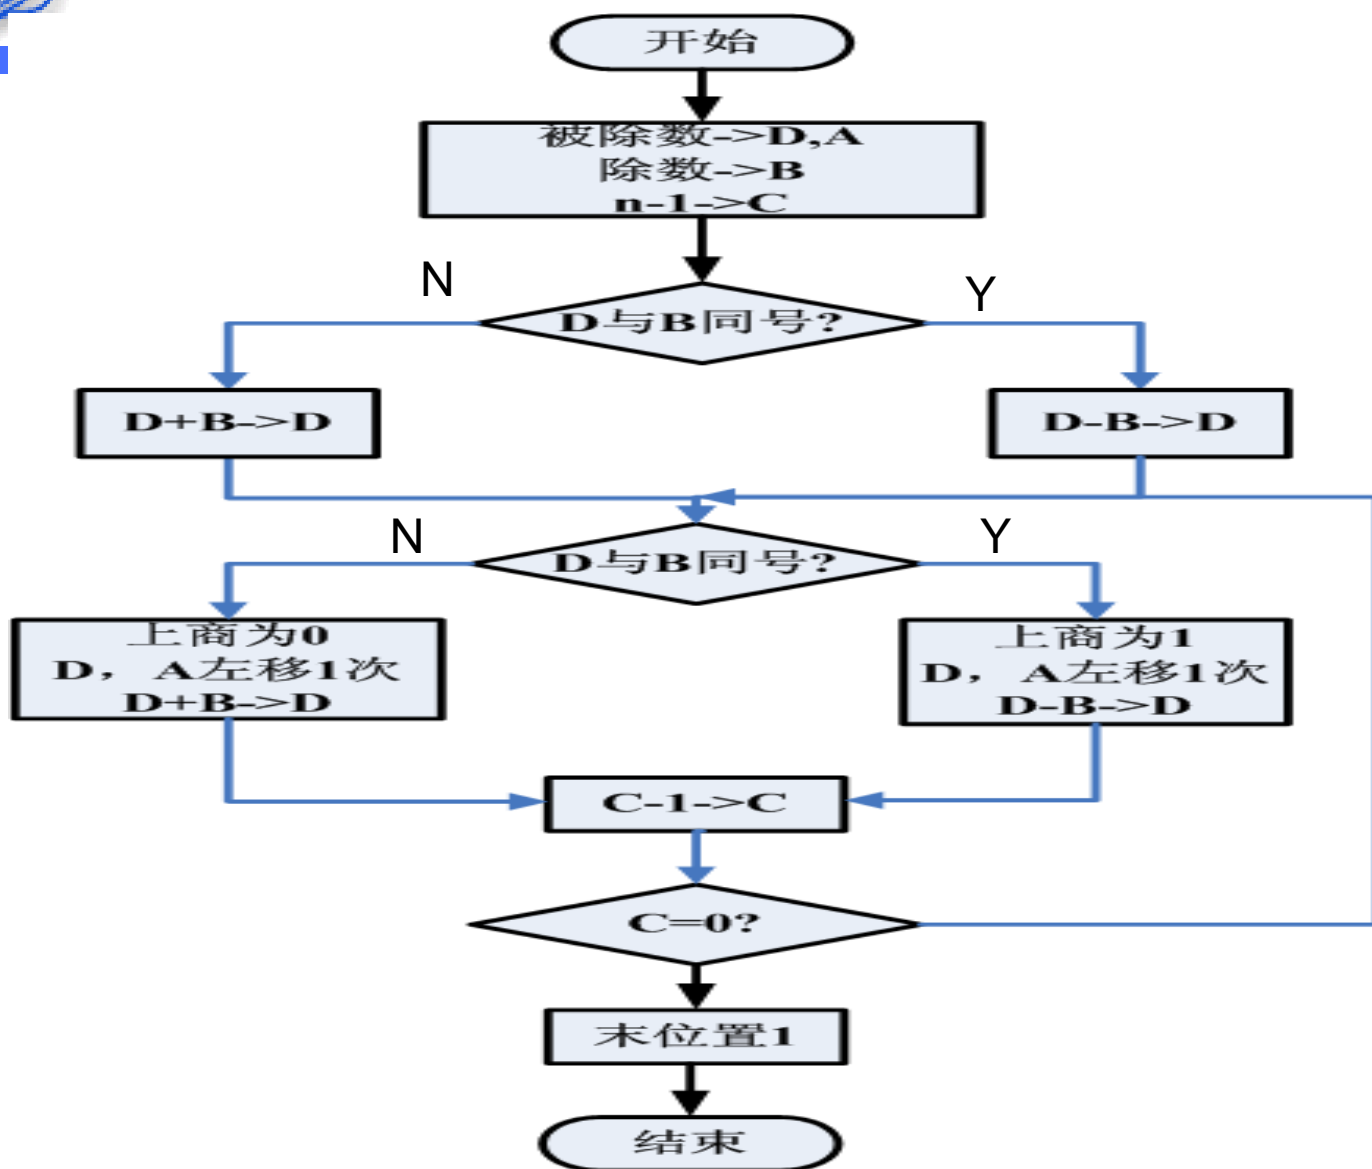 开始
被除数->D,A
除数->B
n-1->C
N
D与B同号?
Y
D+B->D
D-B->D
N
D与B同号?
Y
上商为0
D，A左移1次
D+B->D
上商为1
D，A左移1次
D-B->D
C-1->C
C=0?
末位置1
结束